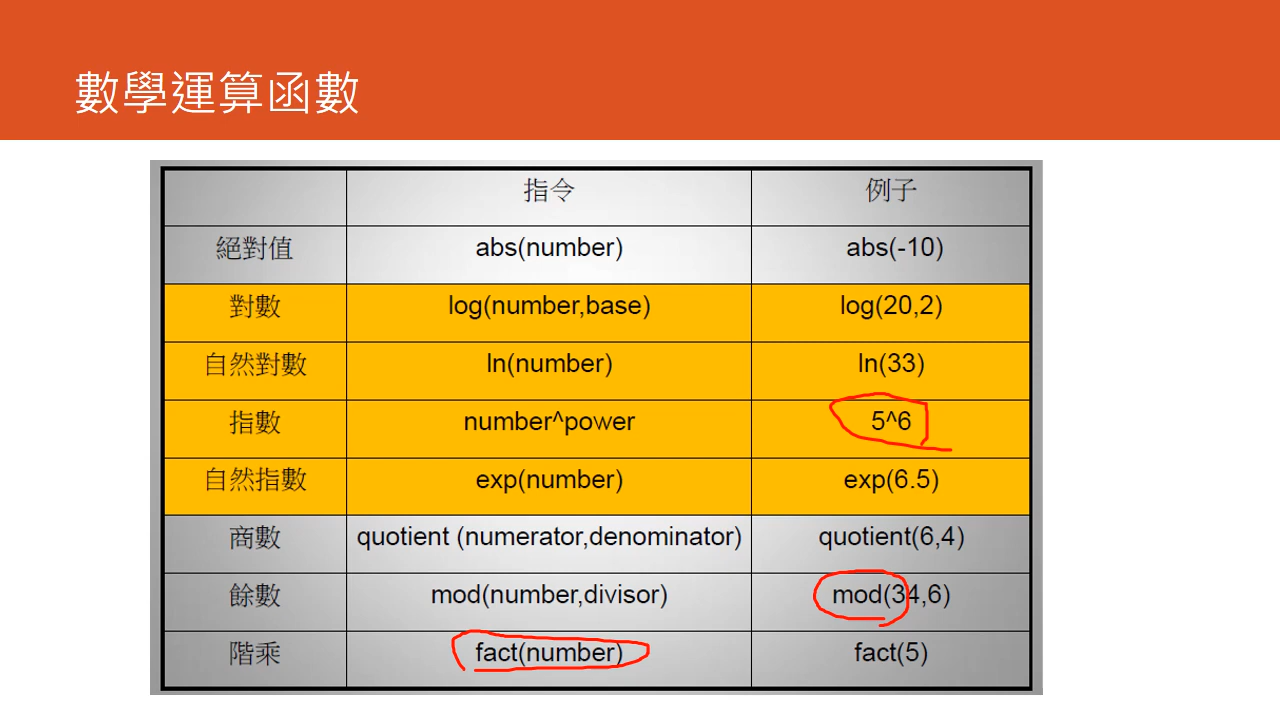 數學運算函數
指令 例子
絕對值 abs(number) abs(-10)
對數 log(number,base) log(20,2)
自然對數 ln(number) ln(33)
指數 number^power 5^6
自然指數 exp(number) exp(6.5)
商數 quotient (numerator,denominator) quotient(6,4)
餘數 mod(number,divisor) mod(34,6)
階乘 fact(number) fact(5)